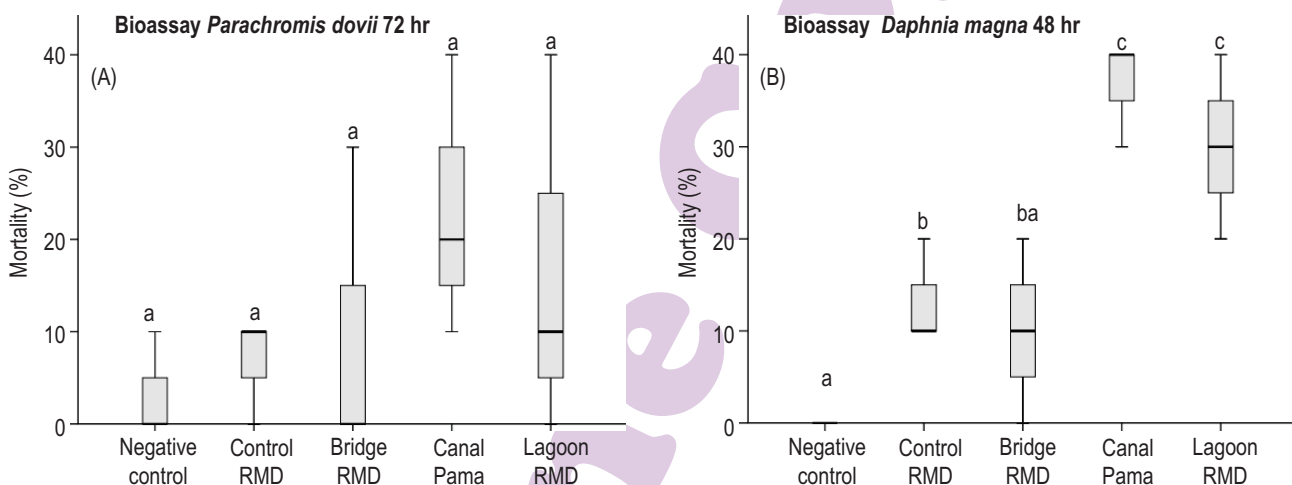 Bioassay Parachromis dovii 72 hr
(A)
Mortality (%)
40
30
20
10
0
a
a
a
a
a
Negative control
Control RMD
Bridge RMD
Canal Pama
Lagoon RMD
Bioassay Daphnia magna 48 hr
(B)
Mortality (%)
40
30
20
10
0
a
b
ba
c
c
Negative control
Control RMD
Bridge RMD
Canal Pama
Lagoon RMD